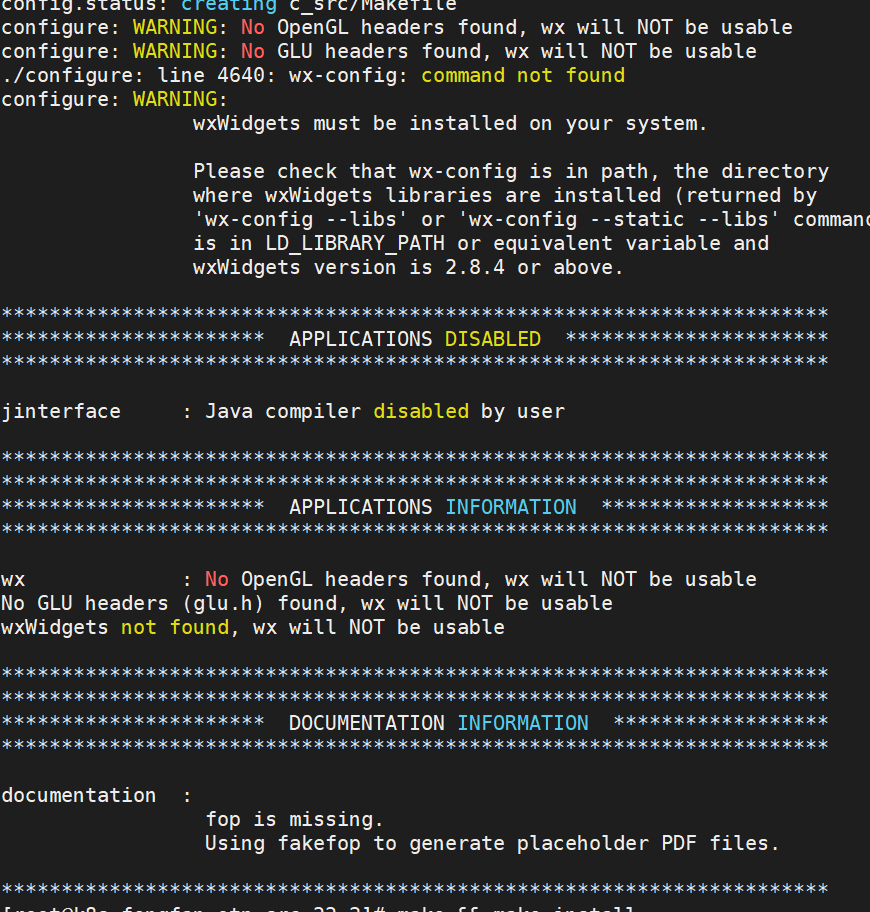 config.status: creating c_src/Makefile
configure: WARNING: No OpenGL headers found, wx will NOT be usable
configure: WARNING: No GLU headers found, wx will NOT be usable
./configure: line 4640: wx-config: command not found
configure: WARNING:
wxWidgets must be installed on your system.
Please check that wx-config is in path, the directory
where wxWidgets libraries are installed (returned by
'wx-config --libs' or 'wx-config --static --libs' command
is in LD_LIBRARY_PATH or equivalent variable and
wxWidgets version is 2.8.4 or above.
*********************************************************************
********************** APPLICATIONS DISABLED **********************
*********************************************************************
jinterface : Java compiler disabled by user
*********************************************************************
*********************************************************************
********************** APPLICATIONS INFORMATION *******************
*********************************************************************
wx : No OpenGL headers found, wx will NOT be usable
No GLU headers (glu.h) found, wx will NOT be usable
wxWidgets not found, wx will NOT be usable
*********************************************************************
*********************************************************************
********************** DOCUMENTATION INFORMATION ******************
*********************************************************************
documentation :
fop is missing.
Using fakefop to generate placeholder PDF files.
*********************************************************************
make && make install